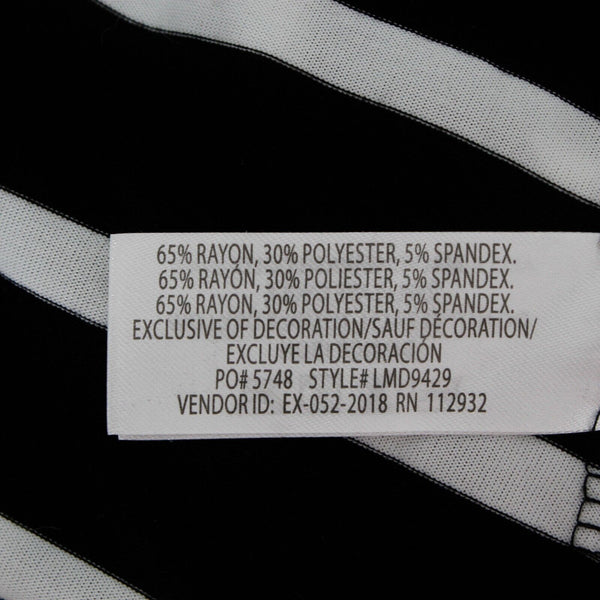 65% RAYON, 30% POLYESTER, 5% SPANDEX.
65% RAYÓN, 30% POLIESTER, 5% SPANDEX.
65% RAYON, 30% POLYESTER, 5% SPANDEX.
EXCLUSIVE OF DECORATION/SAUF DÉCORATION/
EXCLUYE LA DECORACIÓN
PO# 5748 STYLE# LMD9429
VENDOR ID: EX-052-2018 RN 112932